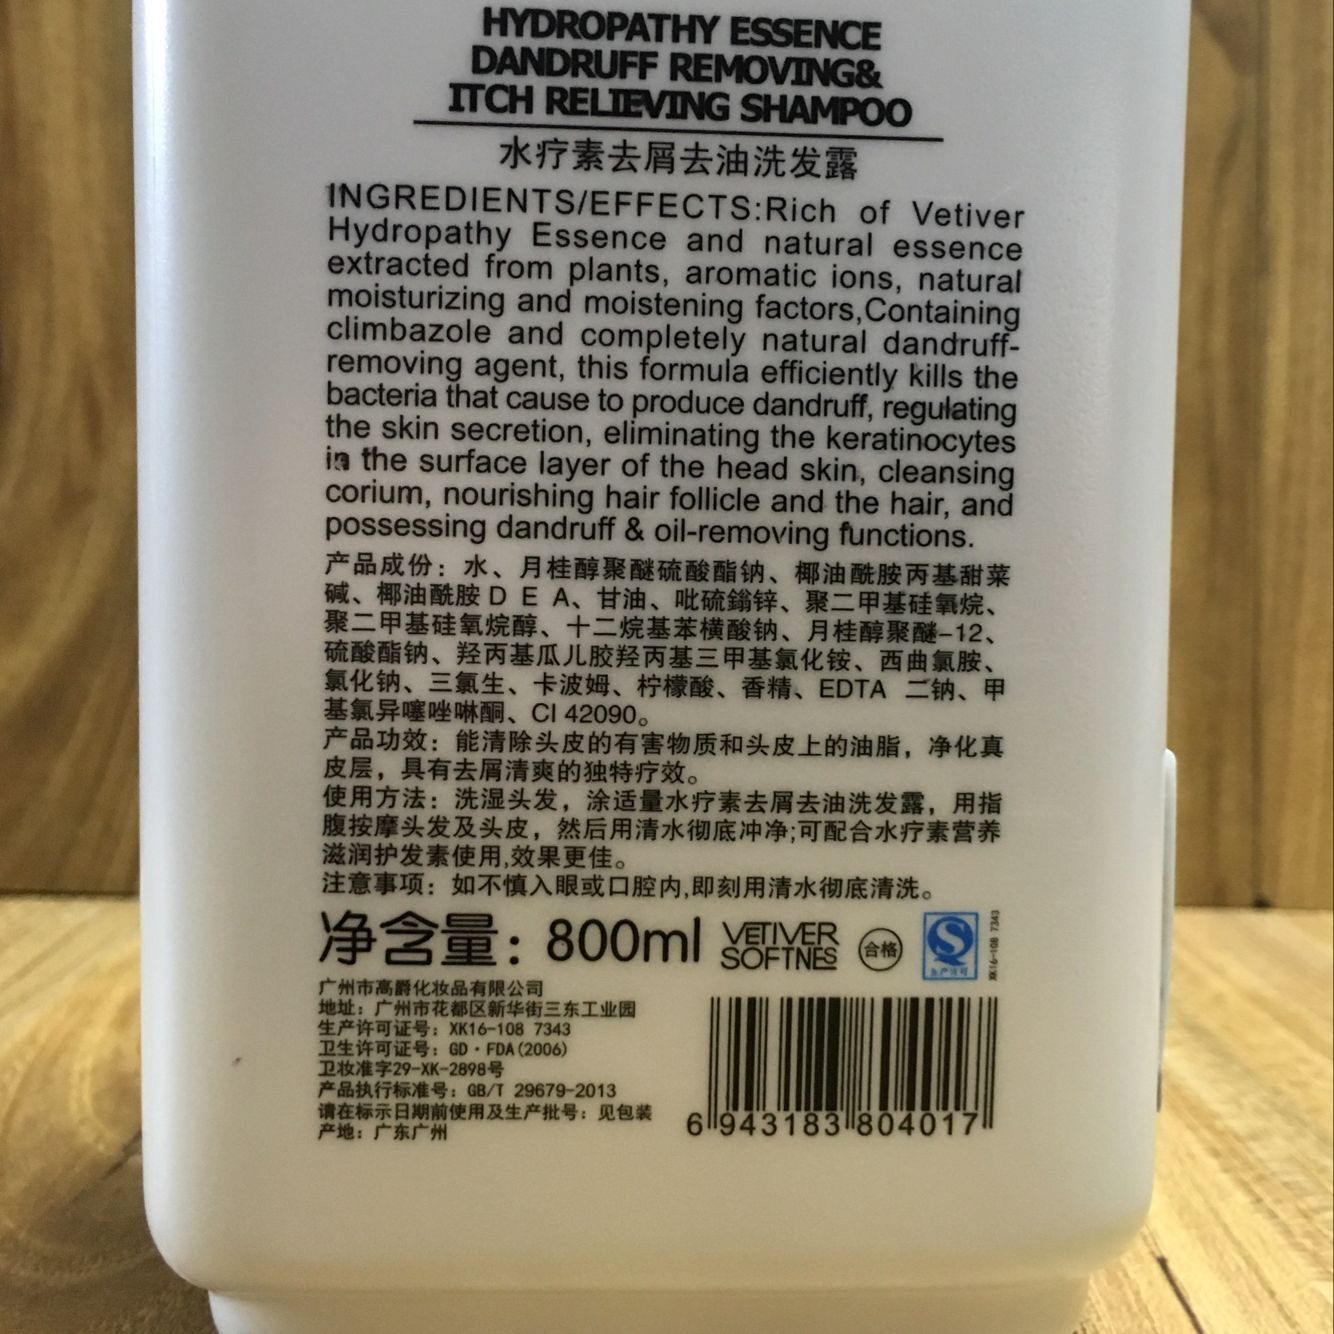 HYDROPATHY ESSENCE
DANDRUFF REMOVING&
ITCH RELIEVING SHAMPOO
水疗素去屑去油洗发露
INGREDIENTS/EFFECTS:Rich of Vetiver
Hydropathy Essence and natural essence
extracted from plants, aromatic ions, natural
moisturizing and moistening factors,Containing
climbazole and completely natural dandruff-
removing agent, this formula efficiently kills the
bacteria that cause to produce dandruff, regulating
the skin secretion, eliminating the keratinocytes
in the surface layer of the head skin, cleansing
corium, nourishing hair follicle and the hair, and
possessing dandruff & oil-removing functions.
产品成份：水、月桂醇聚醚硫酸酯钠、椰油酰胺丙基甜菜
碱、椰油酰胺DEA、甘油、吡硫鎓锌、聚二甲基硅氧烷、
聚二甲基硅氧烷醇、十二烷基苯横酸钠、月桂醇聚醚-12、
硫酸酯钠、羟丙基瓜儿胶羟丙基三甲基氯化铵、西曲氯胺、
氯化钠、三氯生、卡波姆、柠檬酸、香精、EDTA 二钠、甲
基氯异噻唑啉酮、CI 42090。
产品功效：能清除头皮的有害物质和头皮上的油脂，净化真
皮层，具有去屑清爽的独特疗效。
使用方法：洗湿头发，涂适量水疗素去屑去油洗发露，用指
腹按摩头发及头皮，然后用清水彻底冲净;可配合水疗素营养
滋润护发素使用,效果更佳。
注意事项：如不慎入眼或口腔内,即刻用清水彻底清洗。
净含量：800ml VETIVER SOFTNES 合格 生产许可 XK16-108 7343
广州市高爵化妆品有限公司
地址：广州市花都区新华街三东工业园
生产许可证号：XK16-108 7343
卫生许可证号：GD·FDA(2006)
卫妆准字29-XK-2898号
产品执行标准号：GB/T 29679-2013
请在标示日期前使用及生产批号：见包装
产地：广东广州
6 943183 804017